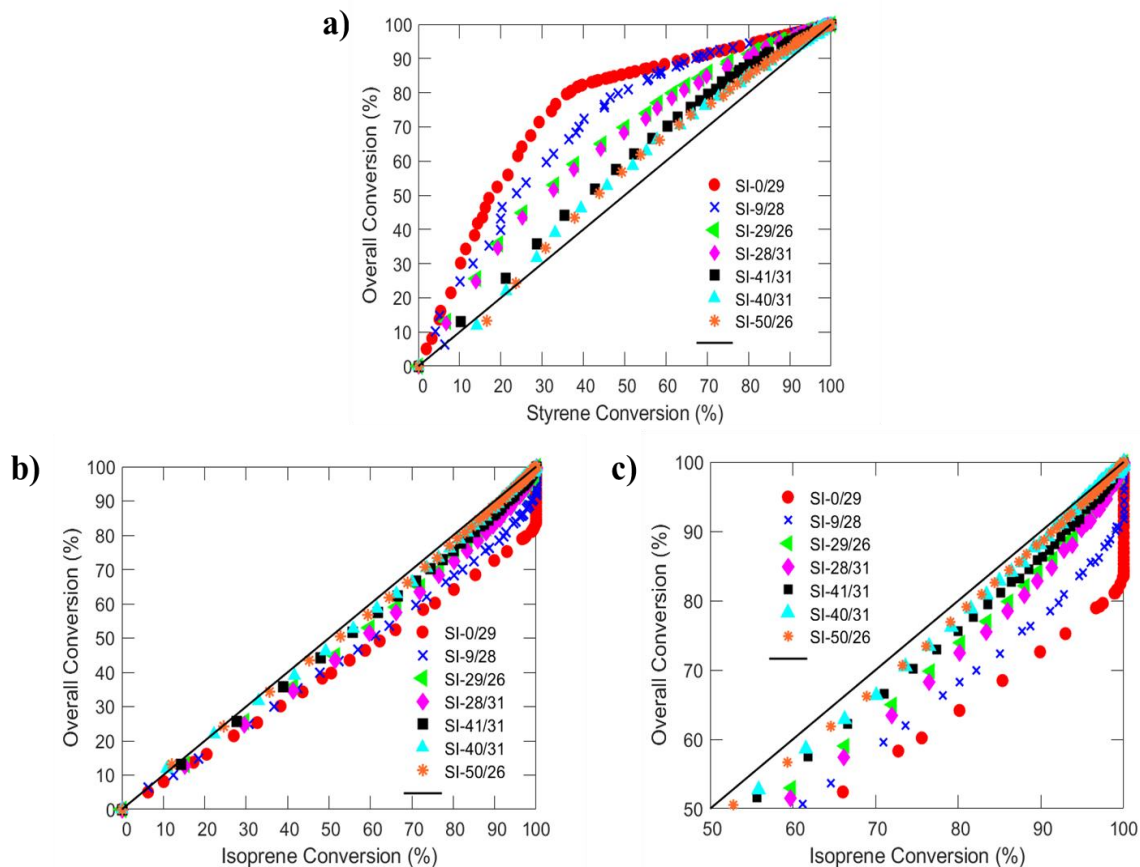 a)
100
90
80
70
60
50
40
30
20
10
0
Overall Conversion (%)
SI-0/29
SI-9/28
SI-29/26
SI-28/31
SI-41/31
SI-40/31
SI-50/26
0 10 20 30 40 50 60 70 80 90 100
Styrene Conversion (%)
b)
100
90
80
70
60
50
40
30
20
10
0
Overall Conversion (%)
SI-0/29
SI-9/28
SI-29/26
SI-28/31
SI-41/31
SI-40/31
SI-50/26
0 10 20 30 40 50 60 70 80 90 100
Isoprene Conversion (%)
c)
100
90
80
70
60
50
Overall Conversion (%)
SI-0/29
SI-9/28
SI-29/26
SI-28/31
SI-41/31
SI-40/31
SI-50/26
50 60 70 80 90 100
Isoprene Conversion (%)